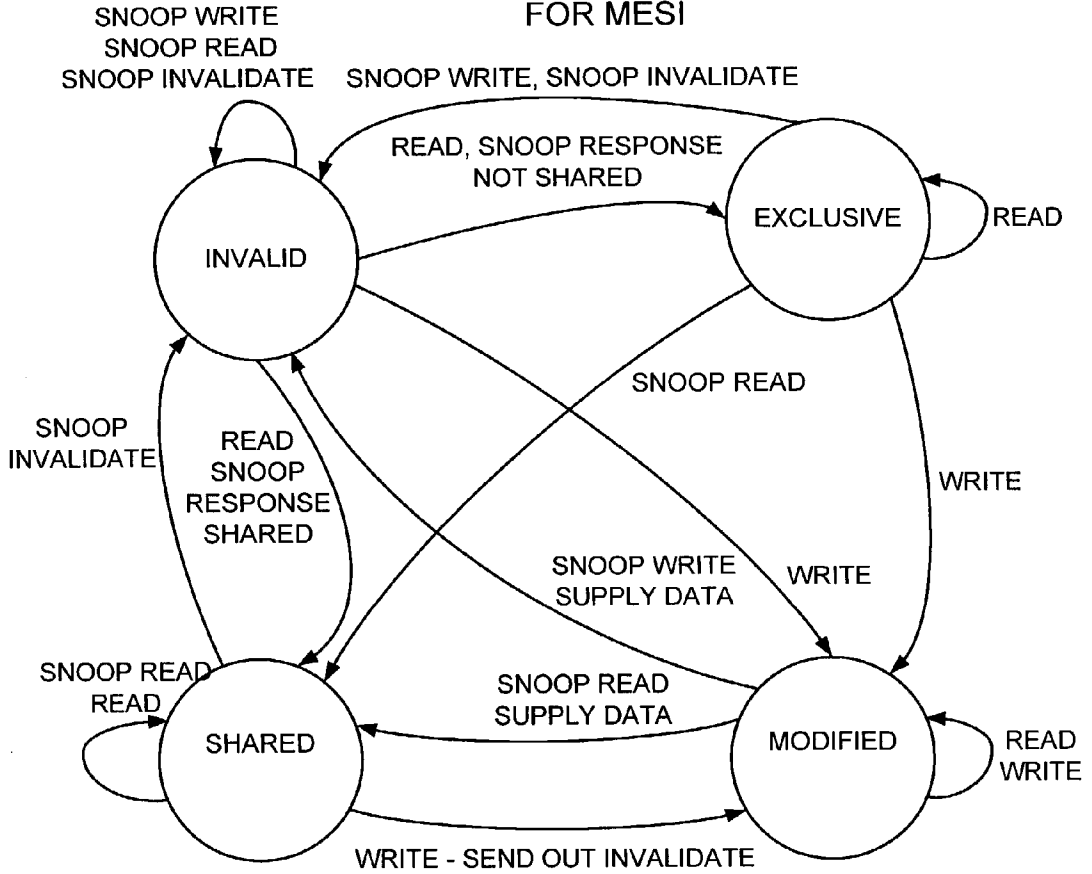 FOR MESI
SNOOP WRITE
SNOOP READ
SNOOP INVALIDATE
SNOOP WRITE, SNOOP INVALIDATE
READ, SNOOP RESPONSE
NOT SHARED
EXCLUSIVE
READ
INVALID
SNOOP READ
SNOOP
INVALIDATE
READ
SNOOP
RESPONSE
SHARED
WRITE
SNOOP WRITE
SUPPLY DATA
WRITE
SNOOP READ
READ
SNOOP READ
SUPPLY DATA
SHARED
MODIFIED
READ
WRITE
WRITE - SEND OUT INVALIDATE